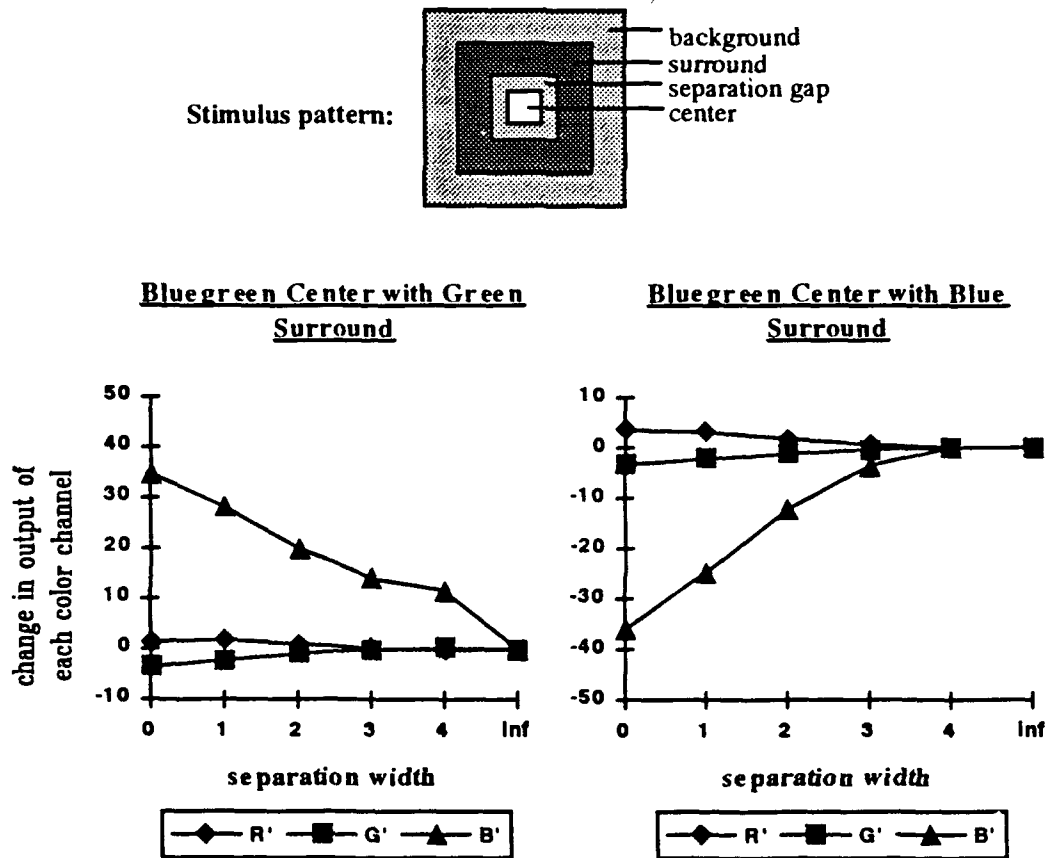 background
surround
separation gap
center
Stimulus pattern:
Bluegreen Center with Green
Surround
Bluegreen Center with Blue
Surround
change in output of
each color channel
50
40
30
20
10
0
-10
0 1 2 3 4 Inf
separation width
R' G' B'
10
0
-10
-20
-30
-40
-50
0 1 2 3 4 Inf
separation width
R' G' B'